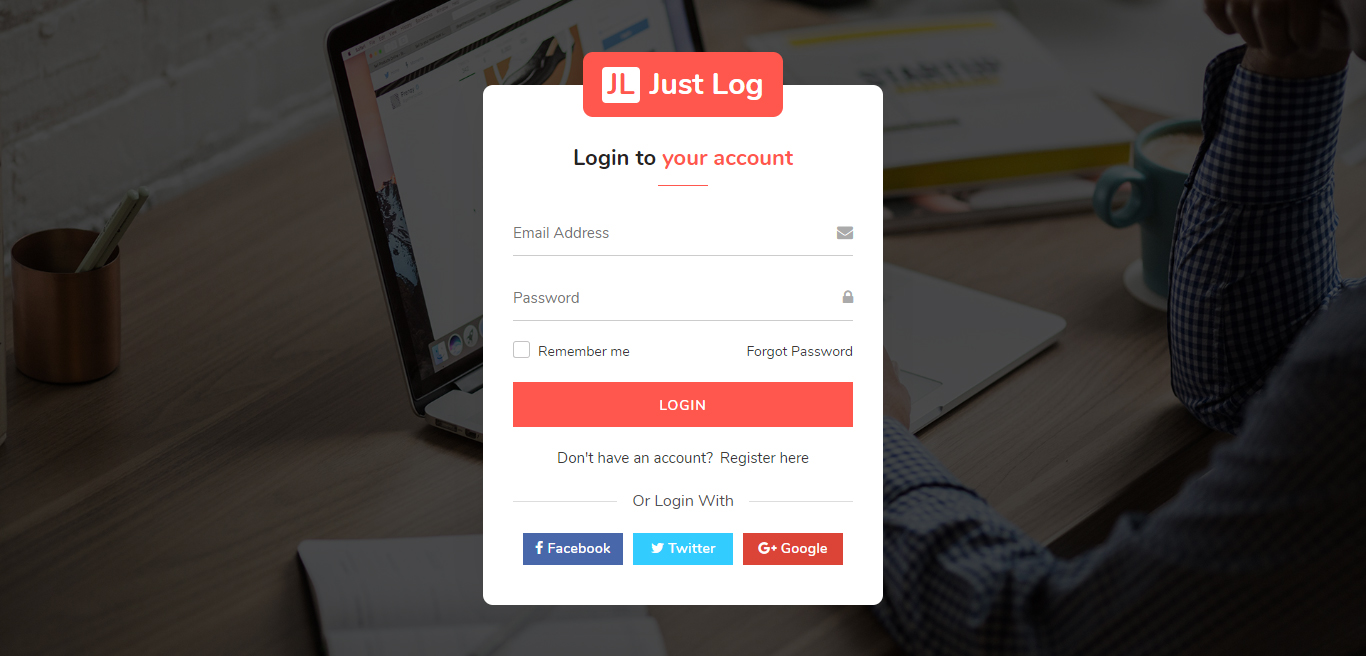 STARTUP
JL Just Log
Login to your account
Email Address
Password
Remember me Forgot Password
LOGIN
Don't have an account? Register here
Or Login With
Facebook Twitter Google